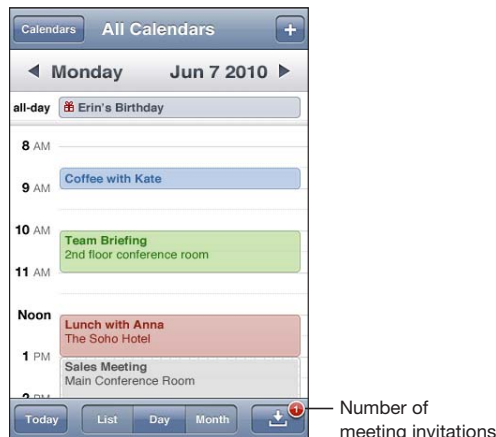 Calendars All Calendars +
Monday Jun 7 2010
all-day Erin's Birthday
8 AM
Coffee with Kate
9 AM
10 AM
Team Briefing
2nd floor conference room
11 AM
Noon
Lunch with Anna
The Soho Hotel
1 PM
Sales Meeting
Main Conference Room
2 PM
Today List Day Month 1
Number of
meeting invitations